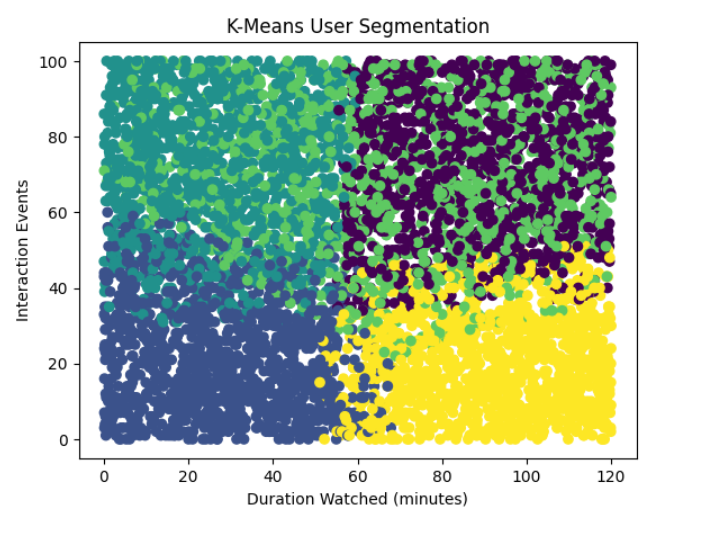 K-Means User Segmentation
100
80
60
40
20
0
Interaction Events
0 20 40 60 80 100 120
Duration Watched (minutes)